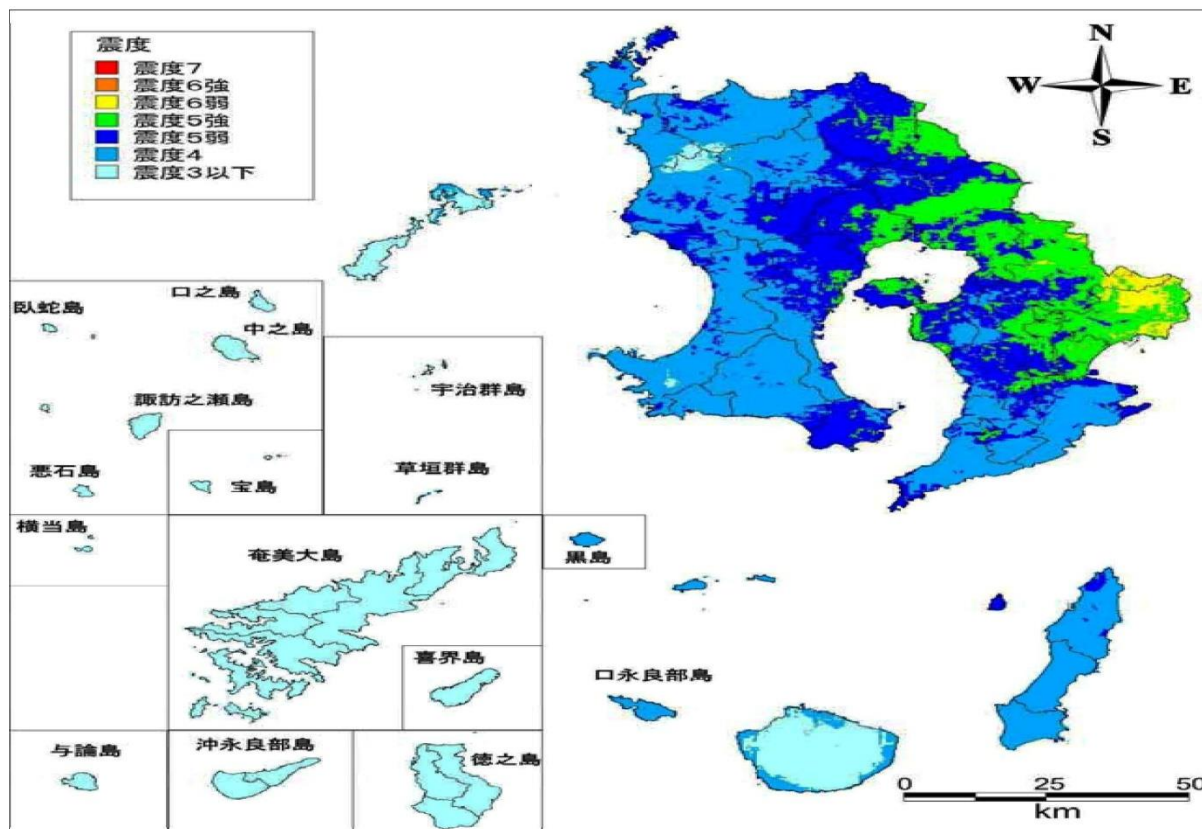 震度
震度7
震度6強
震度6弱
震度5強
震度5弱
震度4
震度3以下
N
W
E
S
口之島
臥蛇島
中之島
諏訪之瀬島
宇治群島
悪石島
宝島
草垣群島
横当島
奄美大島
黒島
喜界島
口永良部島
与論島
沖永良部島
徳之島
0 25 50
km